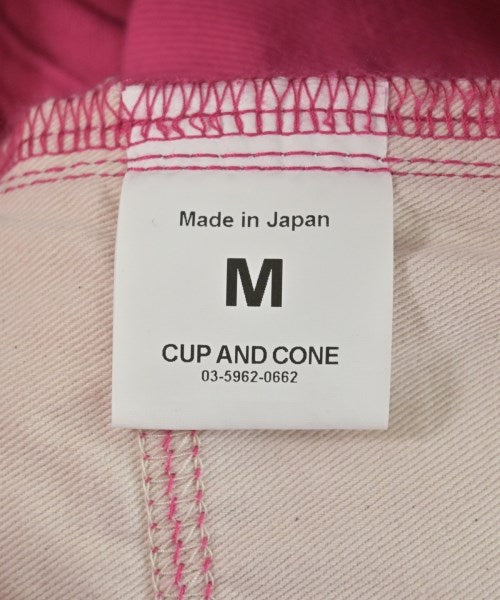 Made in Japan
M
CUP AND CONE
03-5962-0662